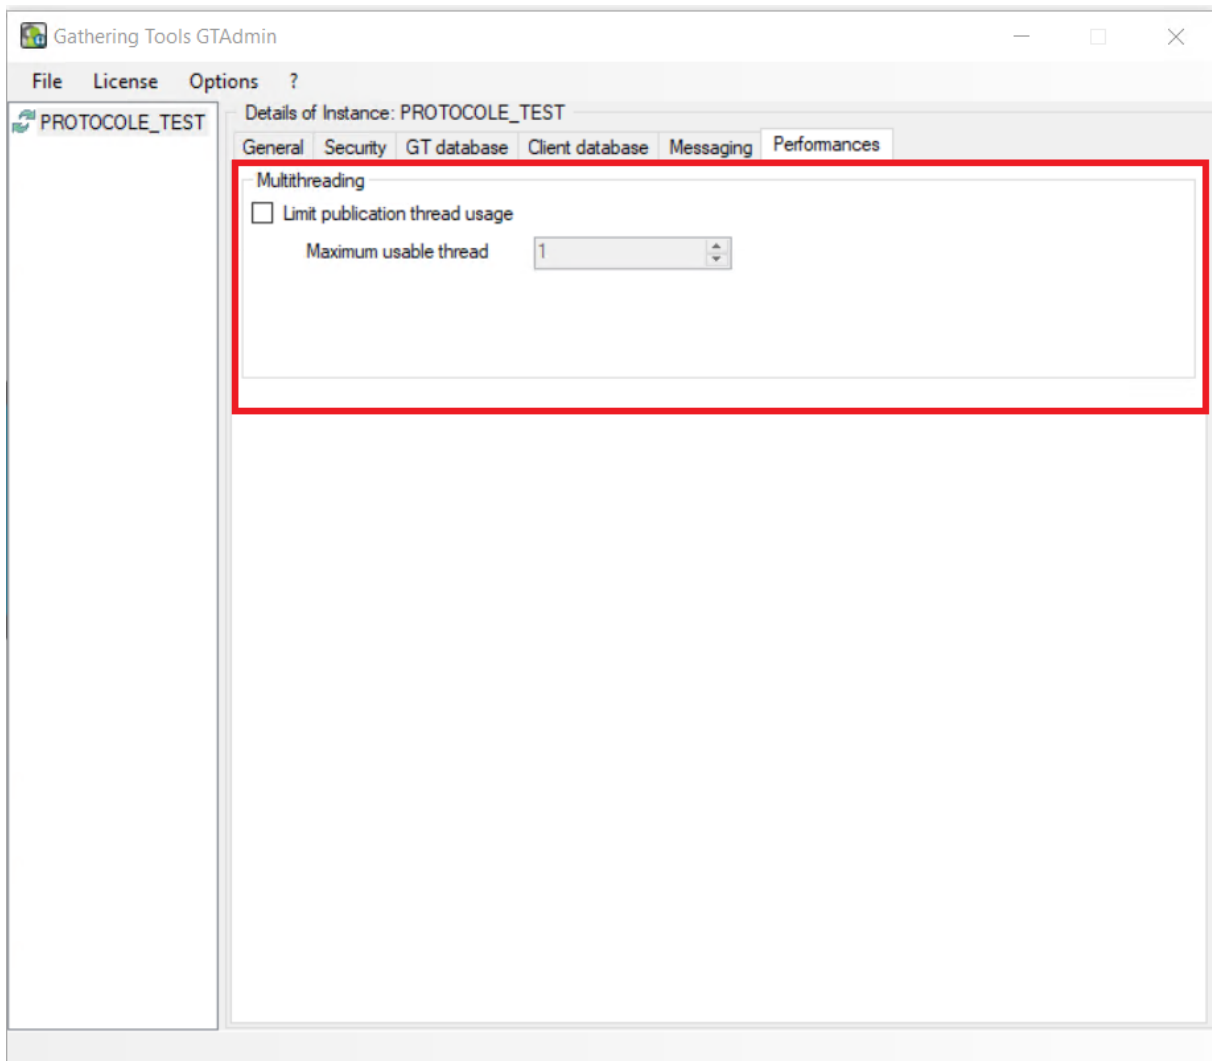 Gathering Tools GTAdmin
File License Options ?
PROTOCOLE_TEST
Details of Instance: PROTOCOLE_TEST
General Security GT database Client database Messaging Performances
Multithreading
Limit publication thread usage
Maximum usable thread 1